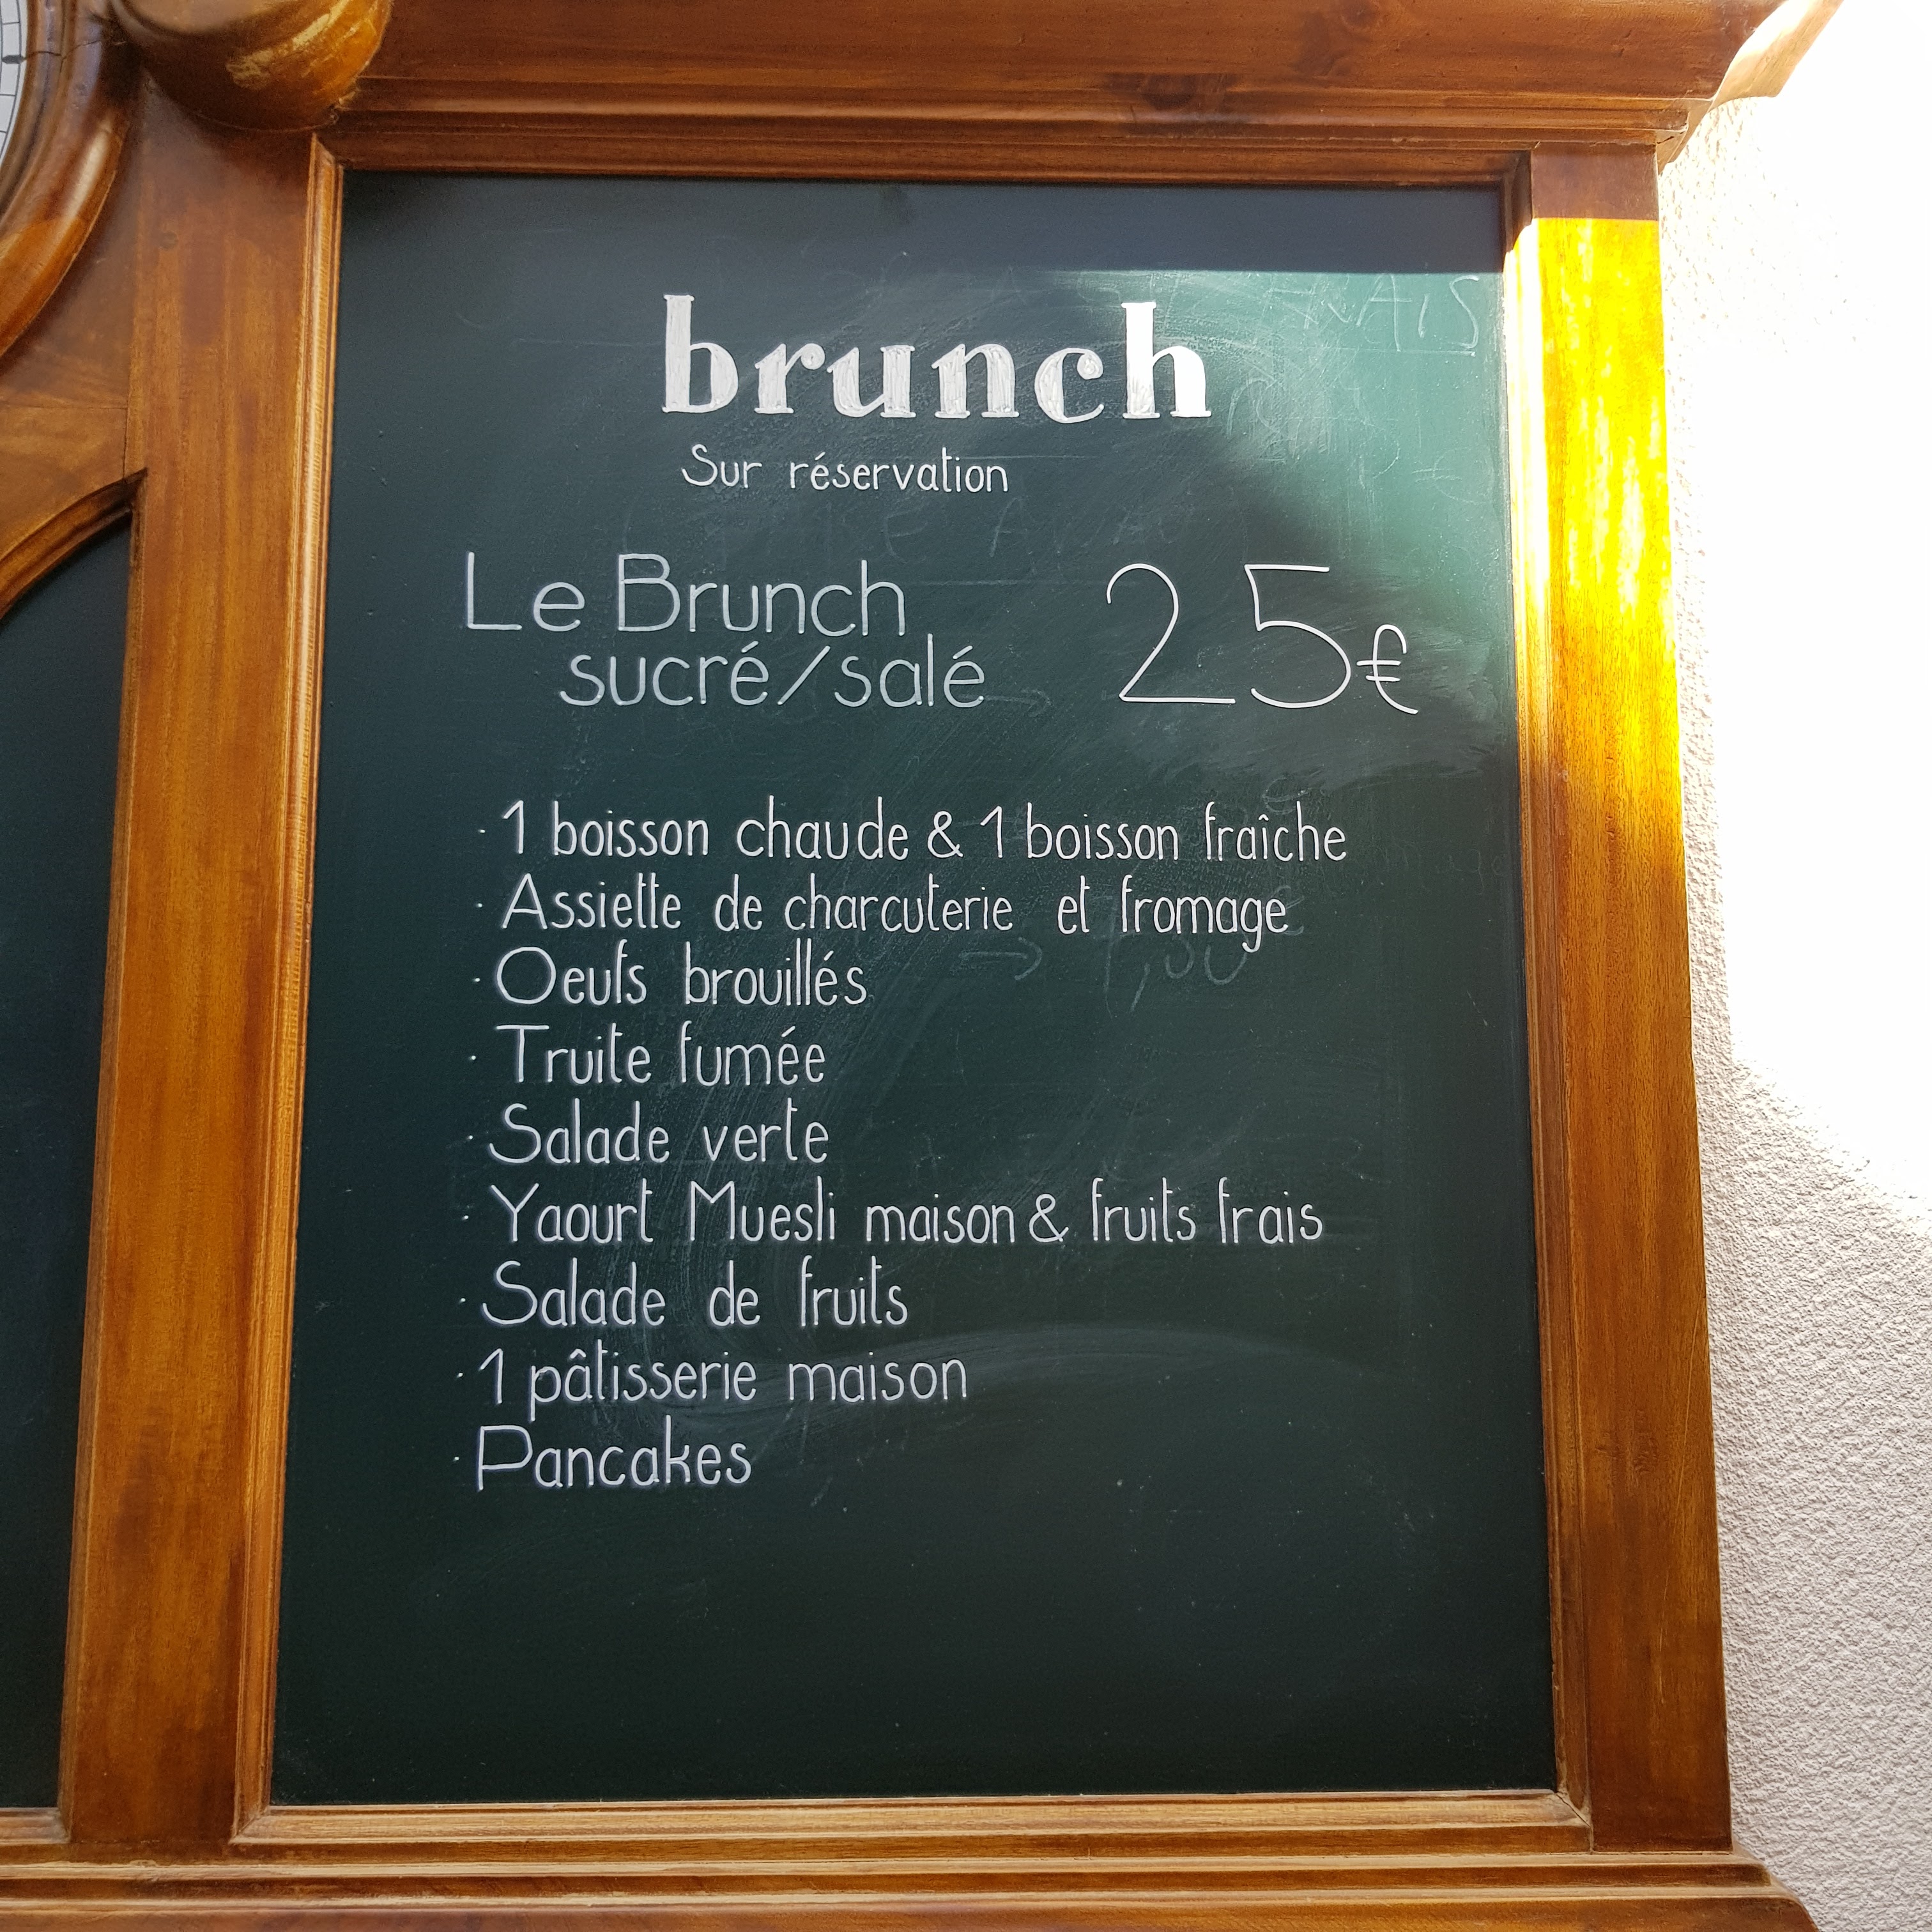 brunch
Sur réservation
Le Brunch
sucré/salé 25€
· 1 boisson chaude & 1 boisson fraîche
· Assiette de charcuterie et fromage
· Oeufs brouillés
· Truite fumée
· Salade verte
· Yaourt Muesli maison & fruits frais
· Salade de fruits
· 1 pâtisserie maison
· Pancakes